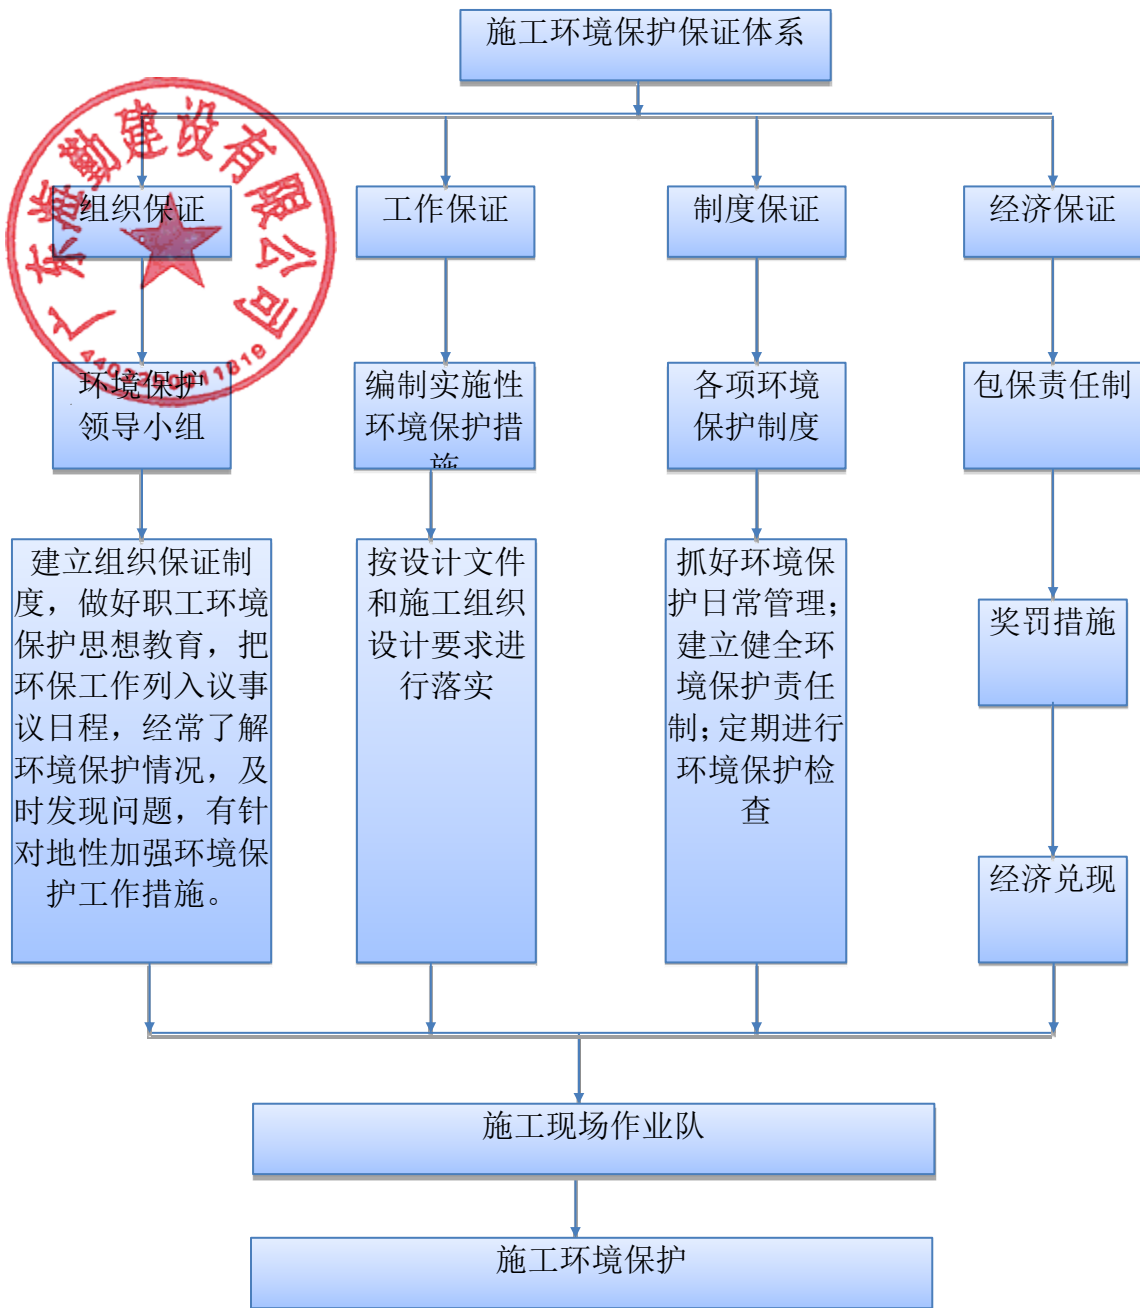 施工环境保护保证体系
组织保证
工作保证
制度保证
经济保证
环境保护
领导小组
编制实施性
环境保护措
施
各项环境
保护制度
包保责任制
建立组织保证制
度，做好职工环境
保护思想教育，把
环保工作列入议事
议日程，经常了解
环境保护情况，及
时发现问题，有针
对地性加强环境保
护工作措施。
按设计文件
和施工组织
设计要求进
行落实
抓好环境保
护日常管理；
建立健全环
境保护责任
制；定期进行
环境保护检
查
奖罚措施
经济兑现
施工现场作业队
施工环境保护